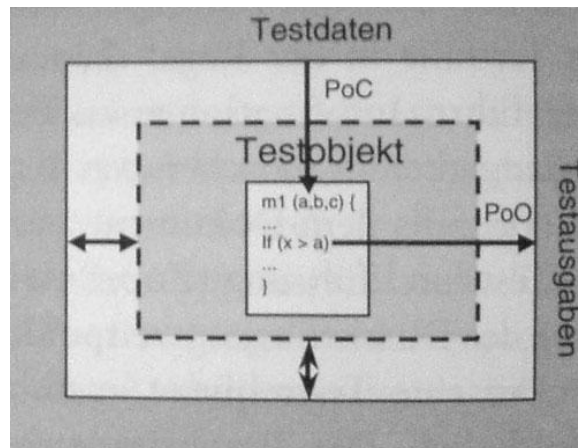 Testdaten
PoC
Testobjekt
m1 (a,b,c) {
...
If (x > a)
...
}
PoO
Testausgaben